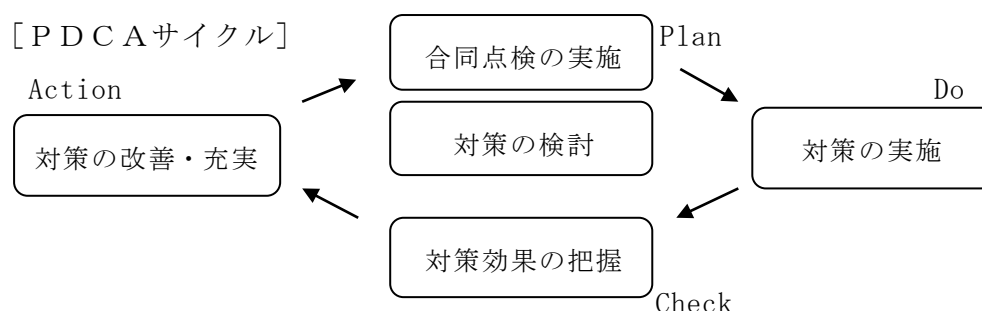 [ＰＤＣＡサイクル]
合同点検の実施
Plan
Action
Do
対策の検討
対策の改善・充実
対策の実施
対策効果の把握
Check